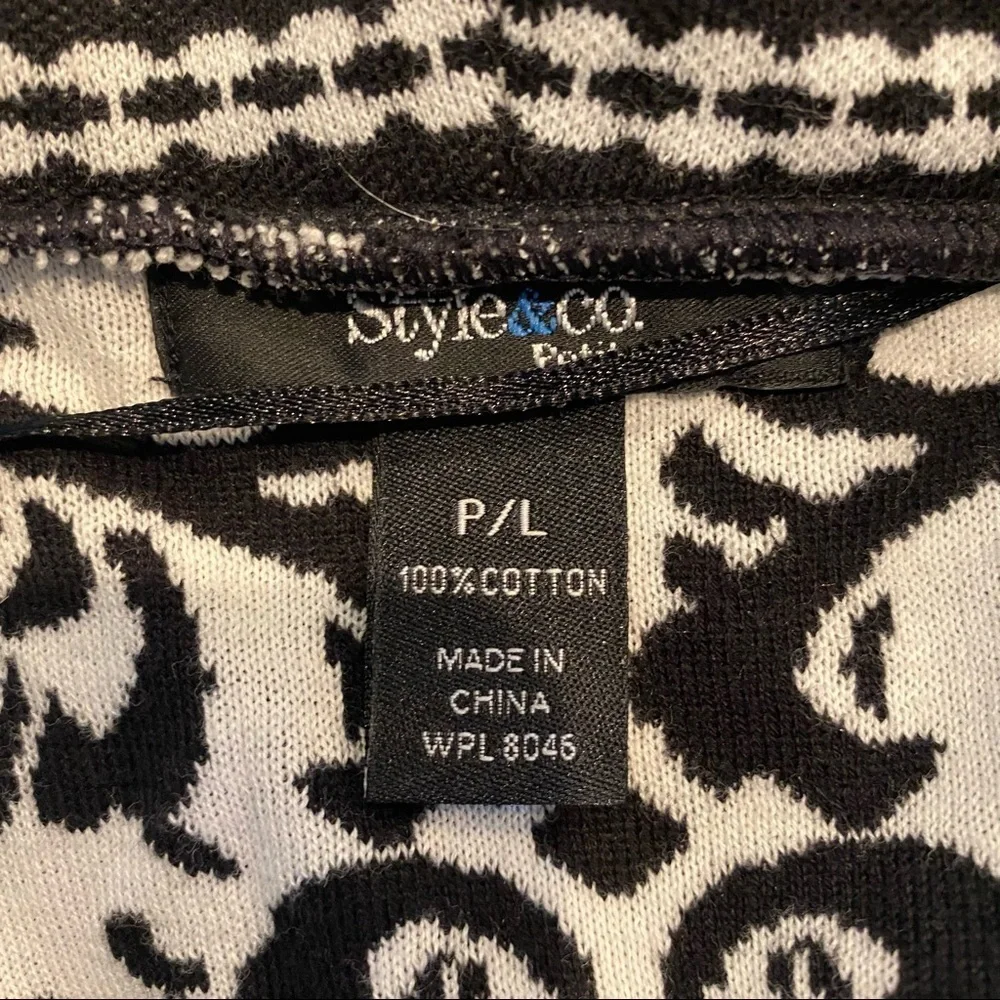 Style&co.
P/L
100%COTTON
MADE IN
CHINA
WPL 8046